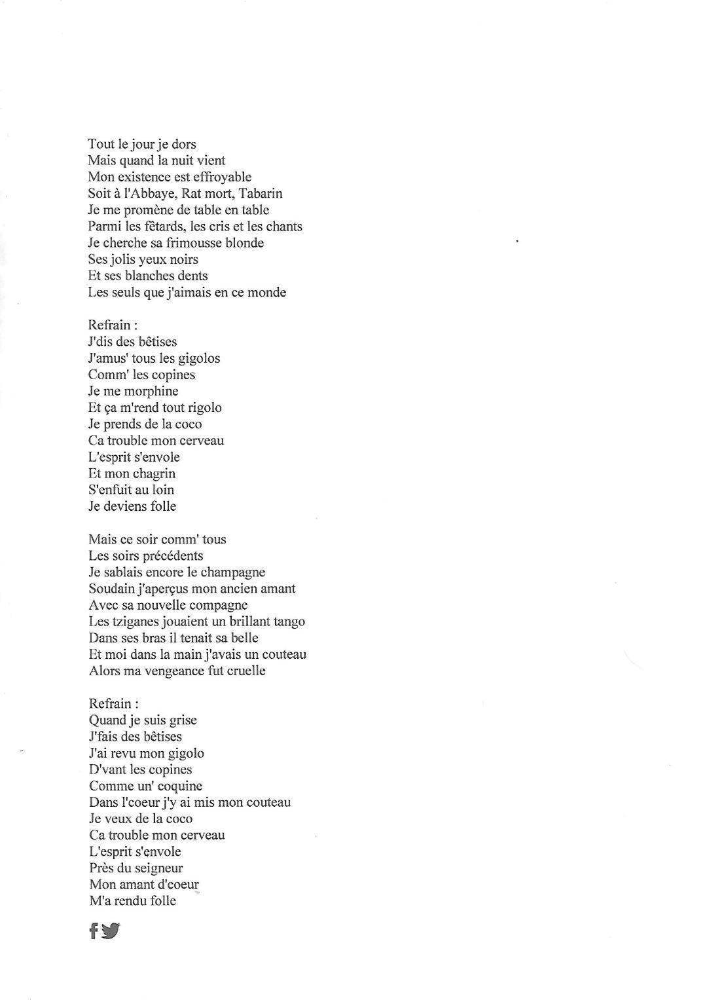 Tout le jour je dors
Mais quand la nuit vient
Mon existence est effroyable
Soit à l'Abbaye, Rat mort, Tabarin
Je me promène de table en table
Parmi les fêtards, les cris et les chants
Je cherche sa frimousse blonde
Ses jolis yeux noirs
Et ses blanches dents
Les seuls que j'aimais en ce monde

Refrain :
J'dis des bêtises
J'amus' tous les gigolos
Comm' les copines
Je me morphine
Et ça m'rend tout rigolo
Je prends de la coco
Ca trouble mon cerveau
L'esprit s'envole
Et mon chagrin
S'enfuit au loin
Je deviens folle

Mais ce soir comm' tous
Les soirs précédents
Je sablais encore le champagne
Soudain j'aperçus mon ancien amant
Avec sa nouvelle compagne
Les tziganes jouaient un brillant tango
Dans ses bras il tenait sa belle
Et moi dans la main j'avais un couteau
Alors ma vengeance fut cruelle

Refrain :
Quand je suis grise
J'fais des bêtises
J'ai revu mon gigolo
D'vant les copines
Comme un' coquine
Dans l'coeur j'y ai mis mon couteau
Je veux de la coco
Ca trouble mon cerveau
L'esprit s'envole
Près du seigneur
Mon amant d'coeur
M'a rendu folle